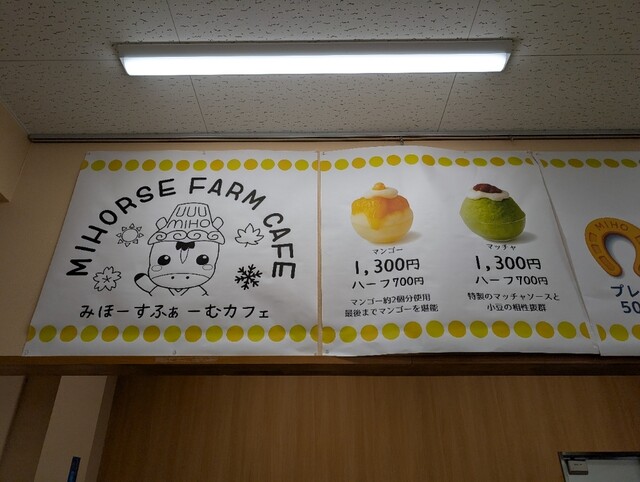 MIHORSE FARM CAFE
MIHO
みほーすふぁーむカフェ
マンゴー
1,300円
ハーフ700円
マンゴー約2個分使用
最後までマンゴーを堪能
マッチャ
1,300円
ハーフ700円
特製のマッチャソースと
小豆の相性抜群
MIHO
プレ
50